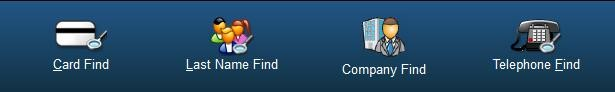 Card Find
Last Name Find
Company Find
Telephone Find